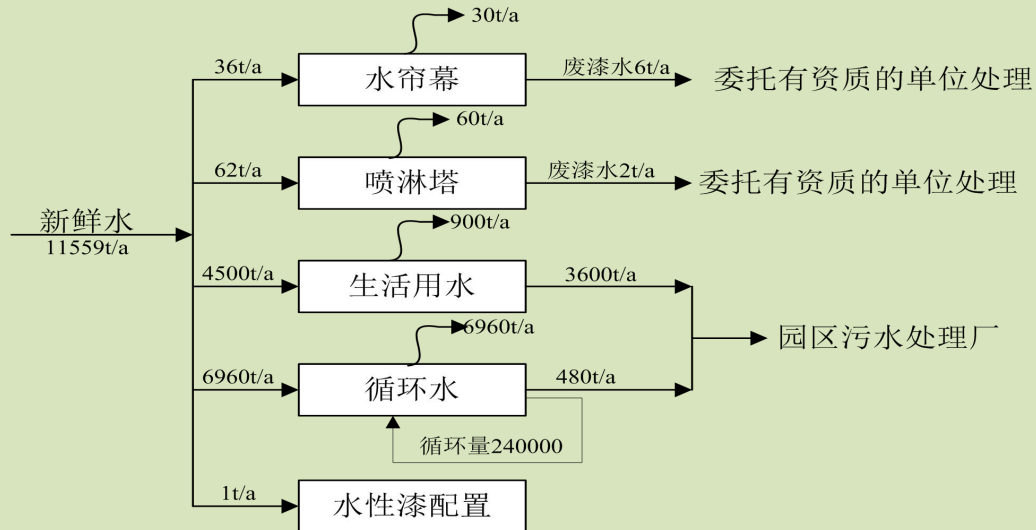 30t/a
36t/a
水帘幕
废漆水6t/a
委托有资质的单位处理
60t/a
62t/a
喷淋塔
废漆水2t/a
委托有资质的单位处理
新鲜水
11559t/a
900t/a
4500t/a
生活用水
3600t/a
园区污水处理厂
6960t/a
6960t/a
循环水
480t/a
循环量240000
1t/a
水性漆配置